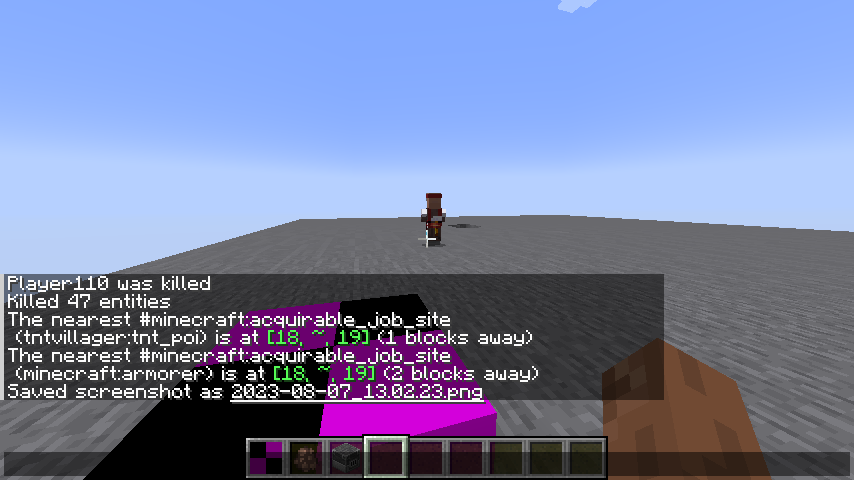 Player110 was killed
Killed 47 entities
The nearest #minecraft:acquirable_job_site
(tntvillager:tnt_poi) is at [18, ~, 19] (1 blocks away)
The nearest #minecraft:acquirable_job_site
(minecraft:armorer) is at [18, ~, 19] (2 blocks away)
Saved screenshot as 2023-08-07_13.02.23.png